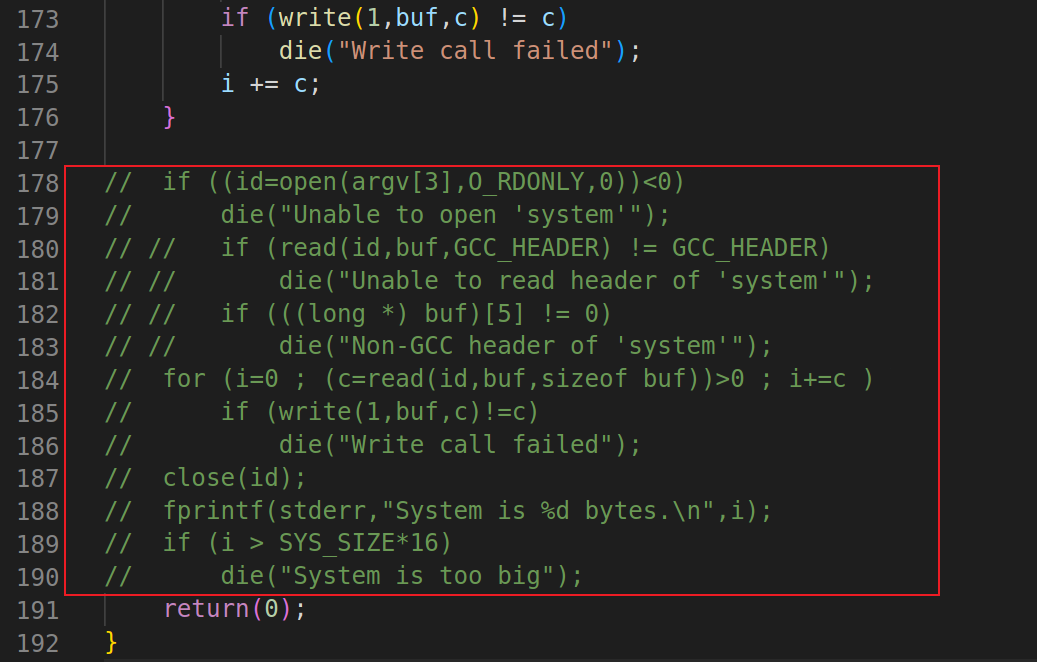 173 if (write(1,buf,c) != c)
174 die("Write call failed");
175 i += c;
176 }
177
178 // if ((id=open(argv[3],O_RDONLY,0))<0)
179 // die("Unable to open 'system'");
180 // // if (read(id,buf,GCC_HEADER) != GCC_HEADER)
181 // // die("Unable to read header of 'system'");
182 // // if (((long *) buf)[5] != 0)
183 // // die("Non-GCC header of 'system'");
184 // for (i=0 ; (c=read(id,buf,sizeof buf))>0 ; i+=c )
185 // if (write(1,buf,c)!=c)
186 // die("Write call failed");
187 // close(id);
188 // fprintf(stderr,"System is %d bytes.\n",i);
189 // if (i > SYS_SIZE*16)
190 // die("System is too big");
191 return(0);
192 }